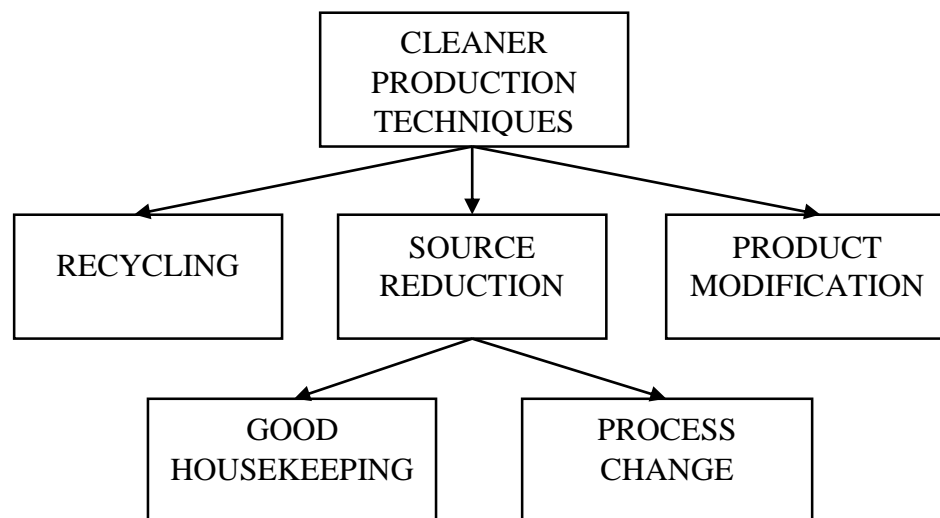 CLEANER
PRODUCTION
TECHNIQUES
RECYCLING
SOURCE
REDUCTION
PRODUCT
MODIFICATION
GOOD
HOUSEKEEPING
PROCESS
CHANGE